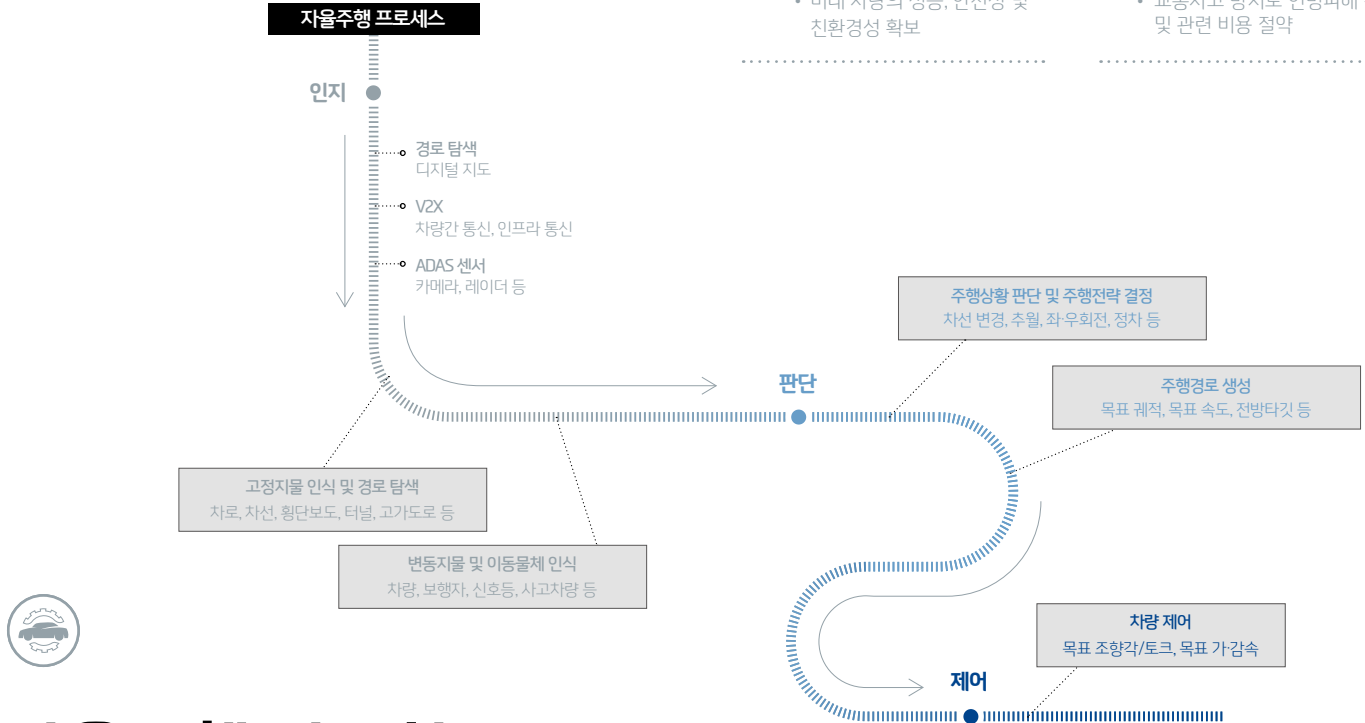 자율주행 프로세스
친환경성 확보
및 관련 비용 절약
인지
경로 탐색
디지털 지도
V2X
차량간 통신, 인프라 통신
ADAS 센서
카메라, 레이더 등
주행상황 판단 및 주행전략 결정
차선 변경, 추월, 좌·우회전, 정차 등
판단
주행경로 생성
목표 궤적, 목표 속도, 전방타깃 등
고정지물 인식 및 경로 탐색
차로, 차선, 횡단보도, 터널, 고가도로 등
변동지물 및 이동물체 인식
차량, 보행자, 신호등, 사고차량 등
차량 제어
목표 조향각/토크, 목표 가·감속
제어